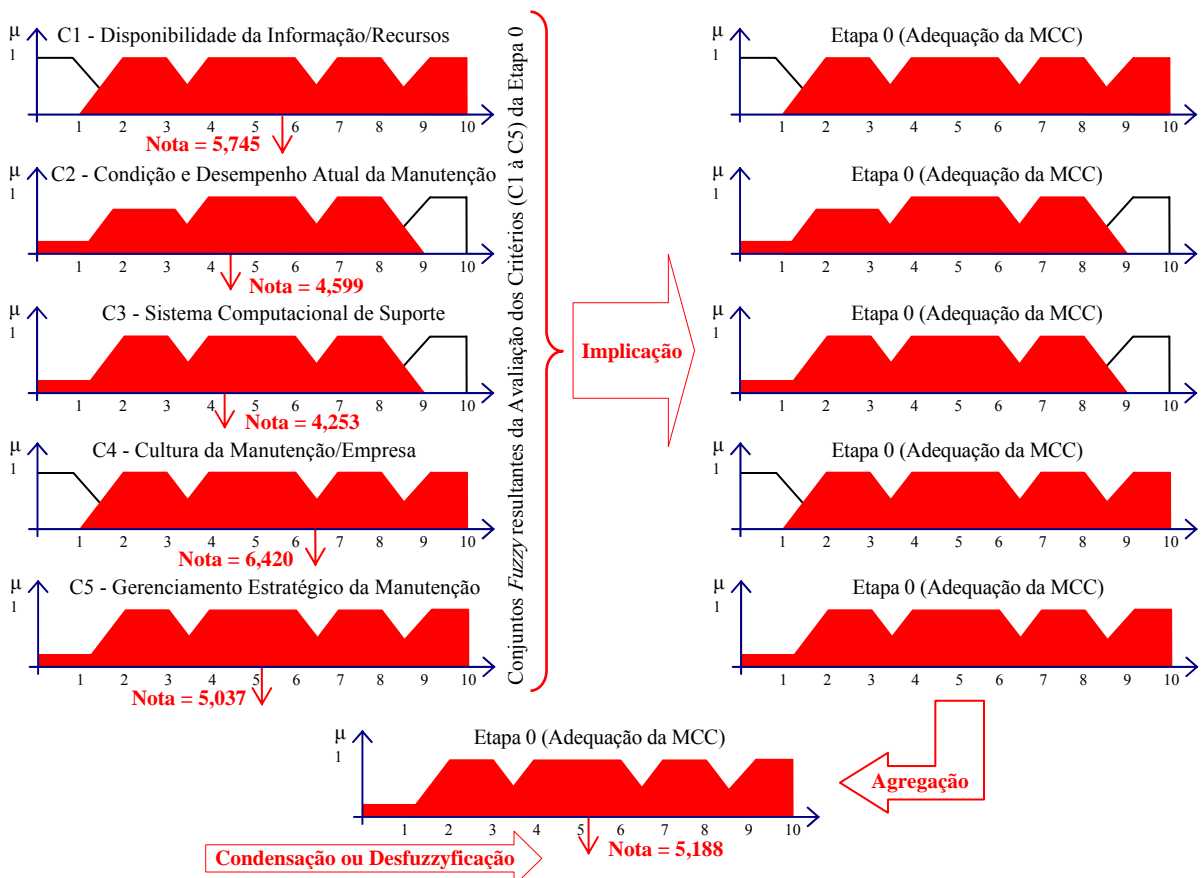 C1 - Disponibilidade da Informação/Recursos
μ
1
1 2 3 4 5 6 7 8 9 10
Nota = 5,745
C2 - Condição e Desempenho Atual da Manutenção
μ
1
1 2 3 4 5 6 7 8 9 10
Nota = 4,599
C3 - Sistema Computacional de Suporte
μ
1
1 2 3 4 5 6 7 8 9 10
Nota = 4,253
C4 - Cultura da Manutenção/Empresa
μ
1
1 2 3 4 5 6 7 8 9 10
Nota = 6,420
C5 - Gerenciamento Estratégico da Manutenção
μ
1
1 2 3 4 5 6 7 8 9 10
Nota = 5,037
Conjuntos Fuzzy resultantes da Avaliação dos Critérios (C1 à C5) da Etapa 0
Implicação
Etapa 0 (Adequação da MCC)
μ
1
1 2 3 4 5 6 7 8 9 10
Etapa 0 (Adequação da MCC)
μ
1
1 2 3 4 5 6 7 8 9 10
Etapa 0 (Adequação da MCC)
μ
1
1 2 3 4 5 6 7 8 9 10
Etapa 0 (Adequação da MCC)
μ
1
1 2 3 4 5 6 7 8 9 10
Etapa 0 (Adequação da MCC)
μ
1
1 2 3 4 5 6 7 8 9 10
Agregação
Etapa 0 (Adequação da MCC)
μ
1
1 2 3 4 5 6 7 8 9 10
Condensação ou Desfuzzyficação
Nota = 5,188